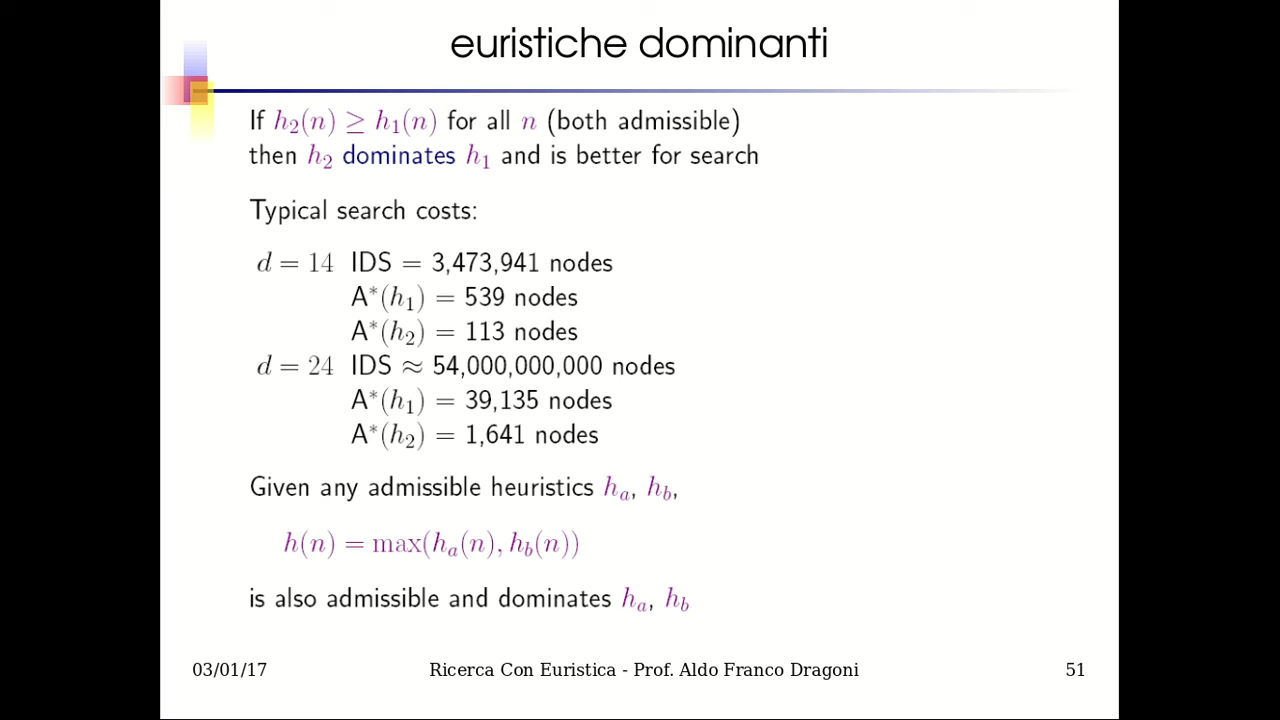 euristiche dominanti
If h₂(n) ≥ h₁(n) for all n (both admissible)
then h₂ dominates h₁ and is better for search
Typical search costs:
d = 14 IDS = 3,473,941 nodes
A*(h₁) = 539 nodes
A*(h₂) = 113 nodes
d = 24 IDS ≈ 54,000,000,000 nodes
A*(h₁) = 39,135 nodes
A*(h₂) = 1,641 nodes
Given any admissible heuristics hₐ, h_b,
h(n) = max(hₐ(n), h_b(n))
is also admissible and dominates hₐ, h_b
03/01/17 Ricerca Con Euristica - Prof. Aldo Franco Dragoni 51